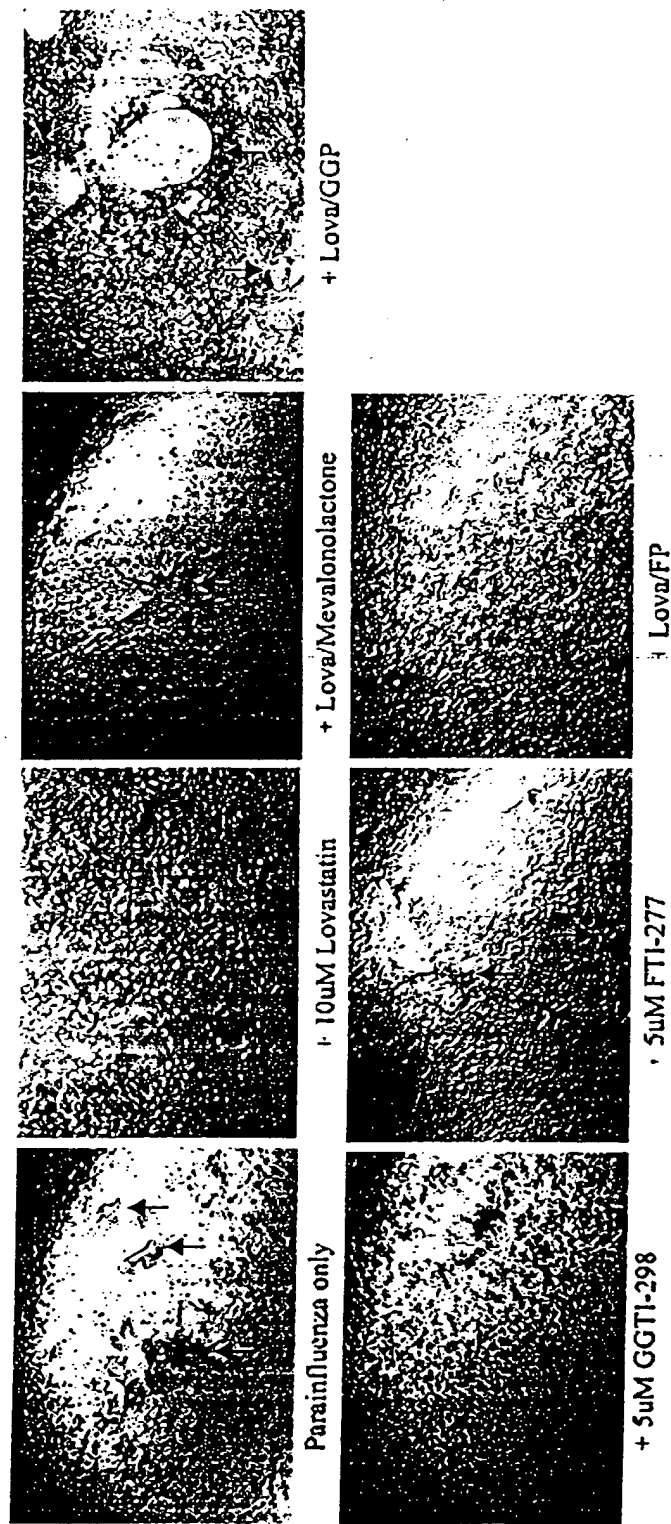 Parainfluenza only
+ 10uM Lovastatin
+ Lova/Mevalonolactone
+ Lova/GGP
+ 5uM GGTI-298
+ 5uM FTI-277
+ Lova/FP